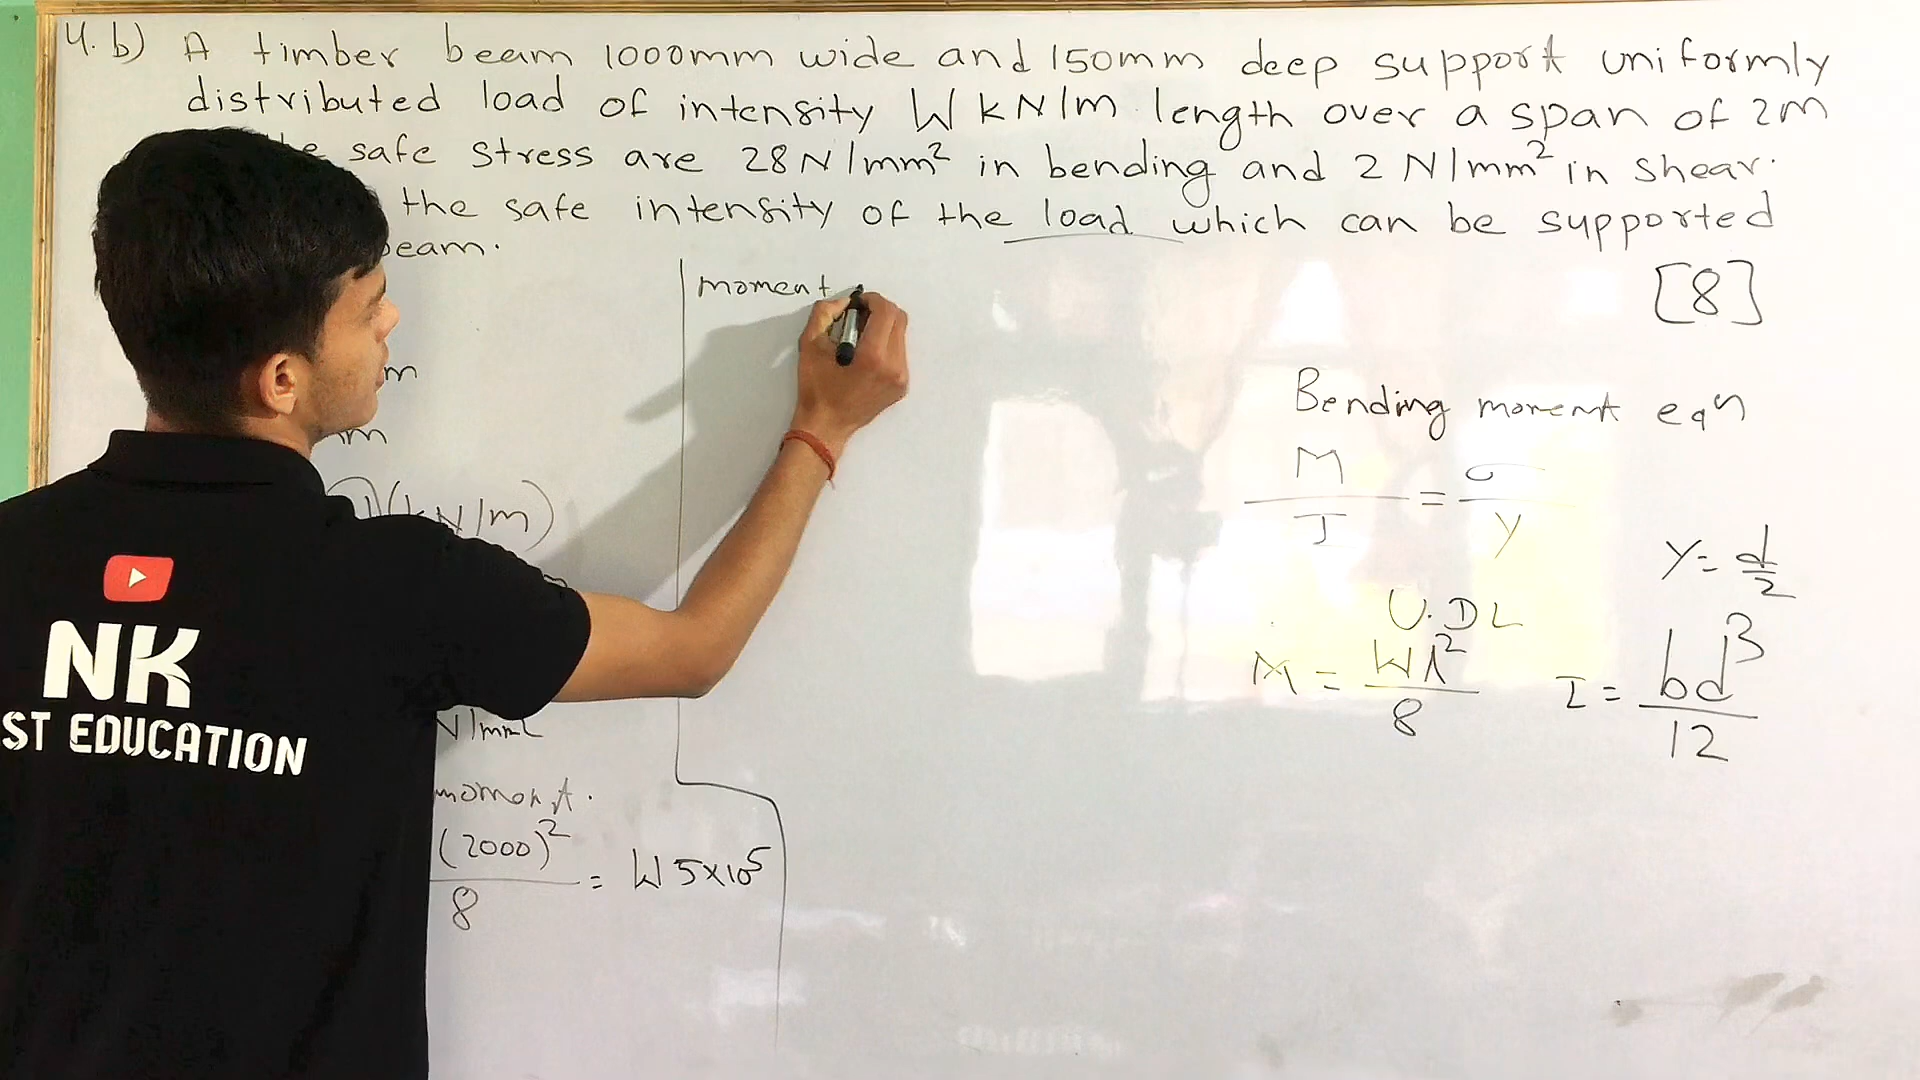 4. b) A timber beam 1000mm wide and 150mm deep support uniformly
distributed load of intensity W kN/m length over a span of 2m
safe stress are 28N/mm² in bending and 2 N/mm² in shear.
the safe intensity of the load which can be supported
beam.
[8]
moment
m
mm
(kN/m)
N/mm²
moment.
(2000)²
8
= W 5x10⁵
Bending moment eqn
M
I
=
σ
Y
Y = d/2
U.DL
M = Wl²
8
I = bd³
12
NK
ST EDUCATION